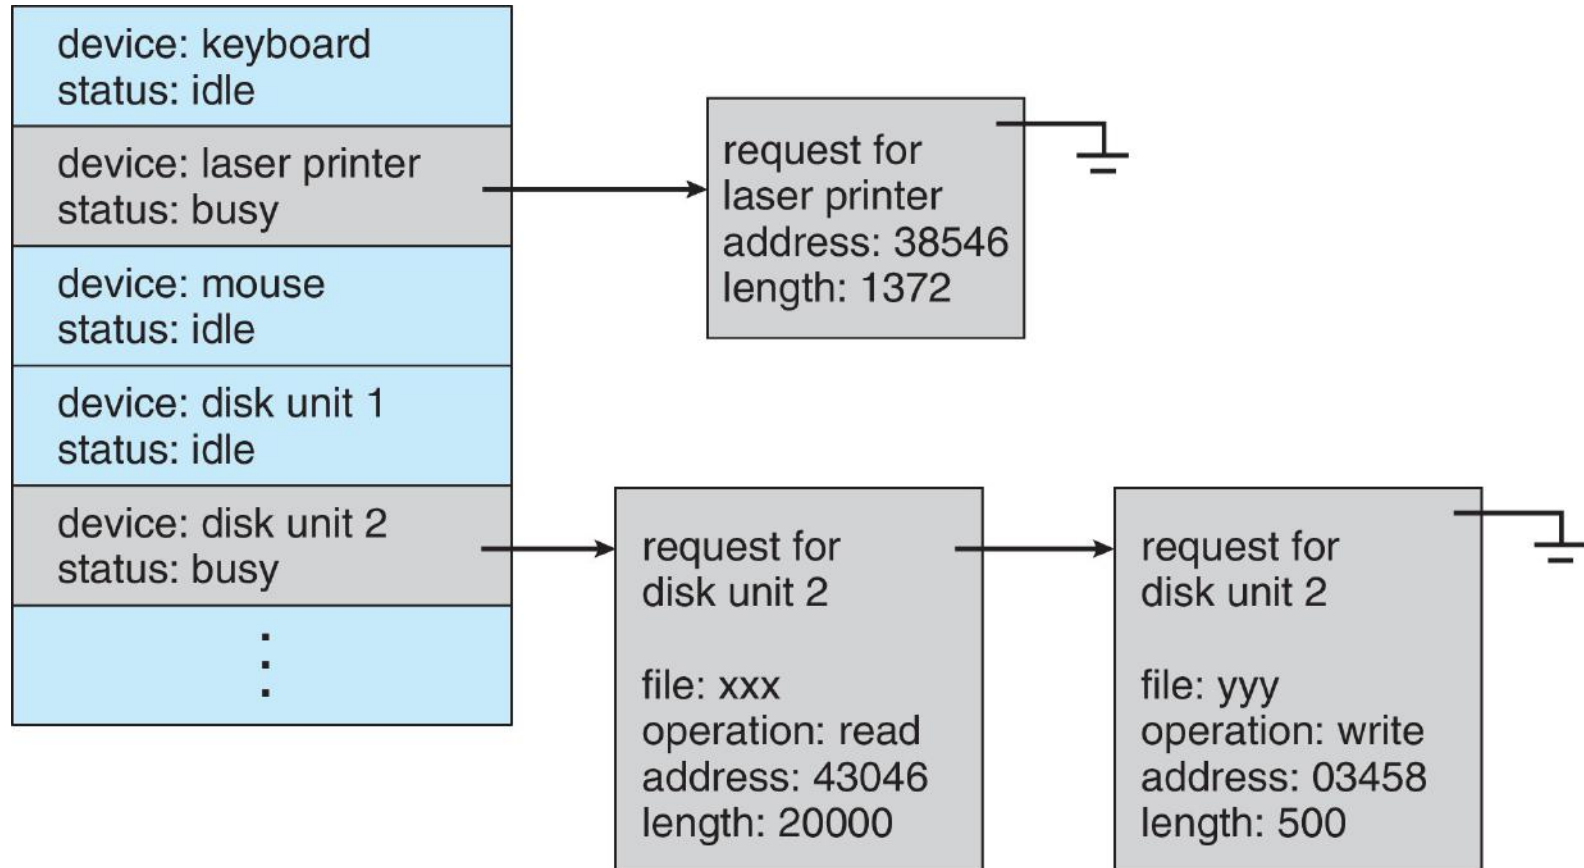 device: keyboard
status: idle
device: laser printer
status: busy
request for
laser printer
address: 38546
length: 1372
device: mouse
status: idle
device: disk unit 1
status: idle
device: disk unit 2
status: busy
request for
disk unit 2
file: xxx
operation: read
address: 43046
length: 20000
request for
disk unit 2
file: yyy
operation: write
address: 03458
length: 500